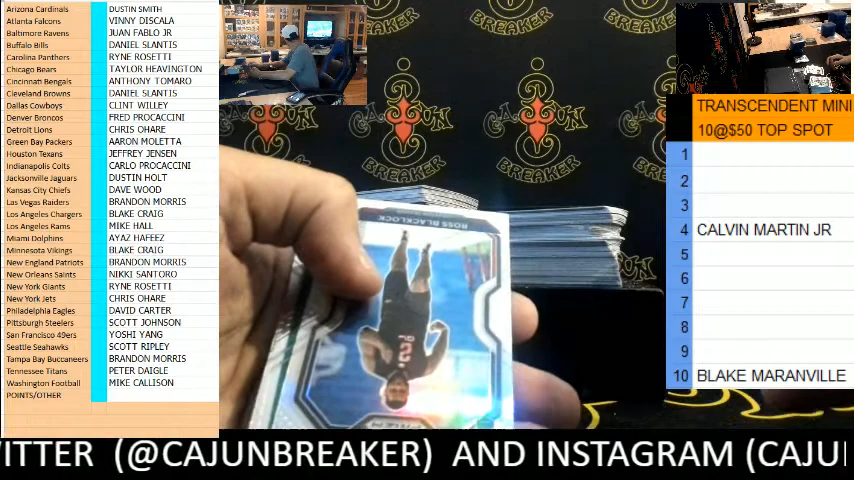 Arizona Cardinals DUSTIN SMITH
Atlanta Falcons VINNY DISCALA
Baltimore Ravens JUAN FABLO JR
Buffalo Bills DANIEL SLANTIS
Carolina Panthers RYNE ROSETTI
Chicago Bears TAYLOR HEAVINGTON
Cincinnati Bengals ANTHONY TOMARO
Cleveland Browns DANIEL SLANTIS
Dallas Cowboys CLINT WILLEY
Denver Broncos FRED PROCACCINI
Detroit Lions CHRIS OHARE
Green Bay Packers AARON MOLETTA
Houston Texans JEFFREY JENSEN
Indianapolis Colts CARLO PROCACCINI
Jacksonville Jaguars DUSTIN HOLT
Kansas City Chiefs DAVE WOOD
Las Vegas Raiders BRANDON MORRIS
Los Angeles Chargers BLAKE CRAIG
Los Angeles Rams MIKE HALL
Miami Dolphins AYAZ HAFEEZ
Minnesota Vikings BLAKE CRAIG
New England Patriots BRANDON MORRIS
New Orleans Saints NIKKI SANTORO
New York Giants RYNE ROSETTI
New York Jets CHRIS OHARE
Philadelphia Eagles DAVID CARTER
Pittsburgh Steelers SCOTT JOHNSON
San Francisco 49ers YOSHI YANG
Seattle Seahawks SCOTT RIPLEY
Tampa Bay Buccaneers BRANDON MORRIS
Tennessee Titans PETER DAIGLE
Washington Football MIKE CALLISON
POINTS/OTHER
CAJUN
BREAKER
ROSS BLACKLOCK
TRANSCENDENT MINI
10@$50 TOP SPOT
1
2
3
4 CALVIN MARTIN JR
5
6
7
8
9
10 BLAKE MARANVILLE
ITTER (@CAJUNBREAKER) AND INSTAGRAM (CAJU